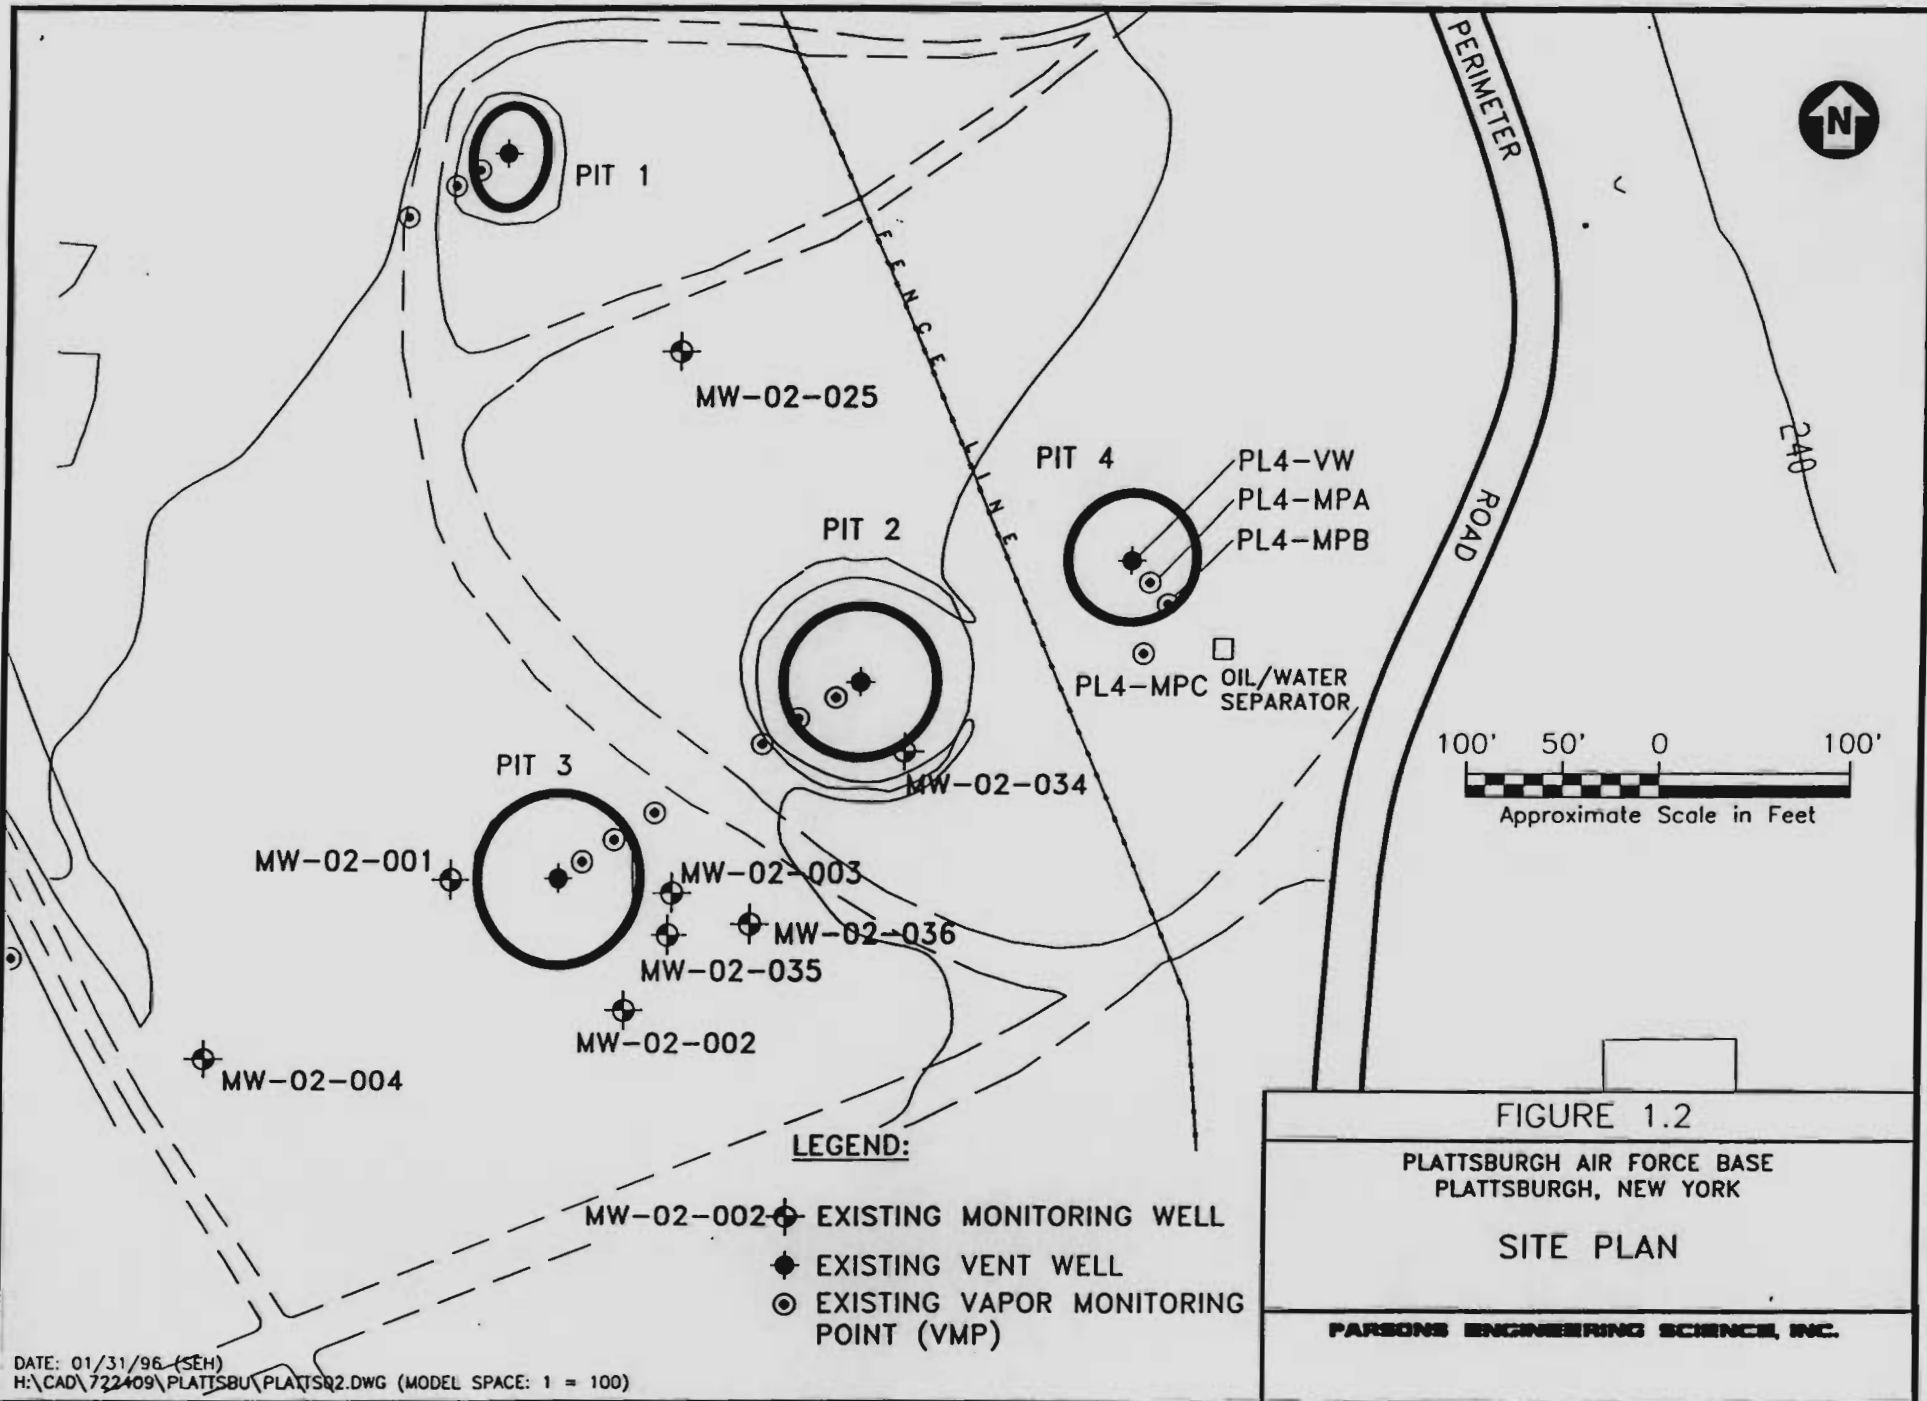 PERIMETER
N
PIT 1
FENCE LINE
MW-02-025
240
PIT 4
PL4-VW
PL4-MPA
PL4-MPB
ROAD
PIT 2
PL4-MPC
OIL/WATER
SEPARATOR
100' 50' 0 100'
Approximate Scale in Feet
PIT 3
MW-02-034
MW-02-001
MW-02-003
MW-02-036
MW-02-035
MW-02-002
MW-02-004
LEGEND:
MW-02-002 EXISTING MONITORING WELL
EXISTING VENT WELL
EXISTING VAPOR MONITORING
POINT (VMP)
FIGURE 1.2
PLATTSBURGH AIR FORCE BASE
PLATTSBURGH, NEW YORK
SITE PLAN
PARSONS ENGINEERING SCIENCE, INC.
DATE: 01/31/96 (SEH)
H:\CAD\722409\PLATTSBU\PLATTS02.DWG (MODEL SPACE: 1 = 100)